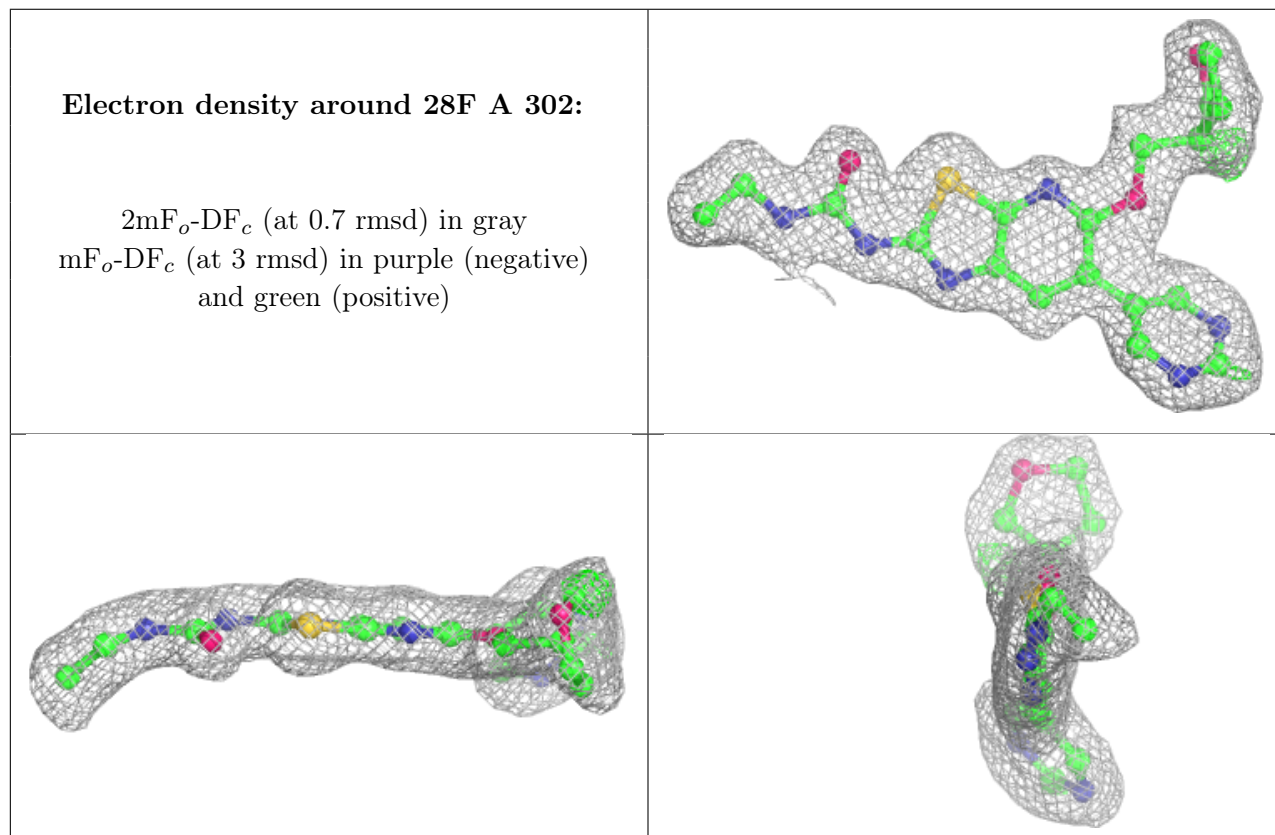 Electron density around 28F A 302:
2mFo-DFc (at 0.7 rmsd) in gray
mFo-DFc (at 3 rmsd) in purple (negative)
and green (positive)